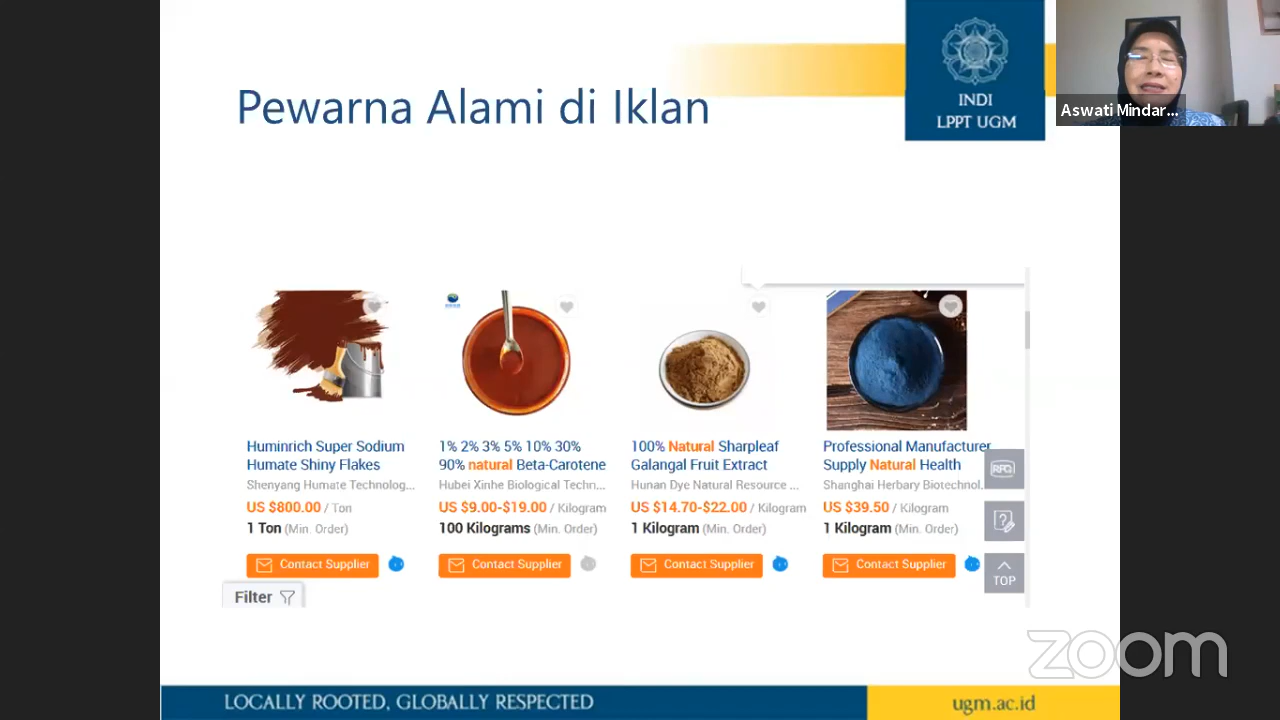 Pewarna Alami di Iklan
INDI
LPPT UGM
Aswati Mindar...
Huminrich Super Sodium
Humate Shiny Flakes
Shenyang Humate Technolog...
US $800.00 / Ton
1 Ton (Min. Order)
Contact Supplier
1% 2% 3% 5% 10% 30%
90% natural Beta-Carotene
Hubei Xinhe Biological Techn...
US $9.00-$19.00 / Kilogram
100 Kilograms (Min. Order)
Contact Supplier
100% Natural Sharpleaf
Galangal Fruit Extract
Hunan Dye Natural Resource ...
US $14.70-$22.00 / Kilogram
1 Kilogram (Min. Order)
Contact Supplier
Professional Manufacturer
Supply Natural Health
Shanghai Herbary Biotechnol.
US $39.50 / Kilogram
1 Kilogram (Min. Order)
Contact Supplier
RFQ
TOP
Filter
zoom
LOCALLY ROOTED, GLOBALLY RESPECTED
ugm.ac.id